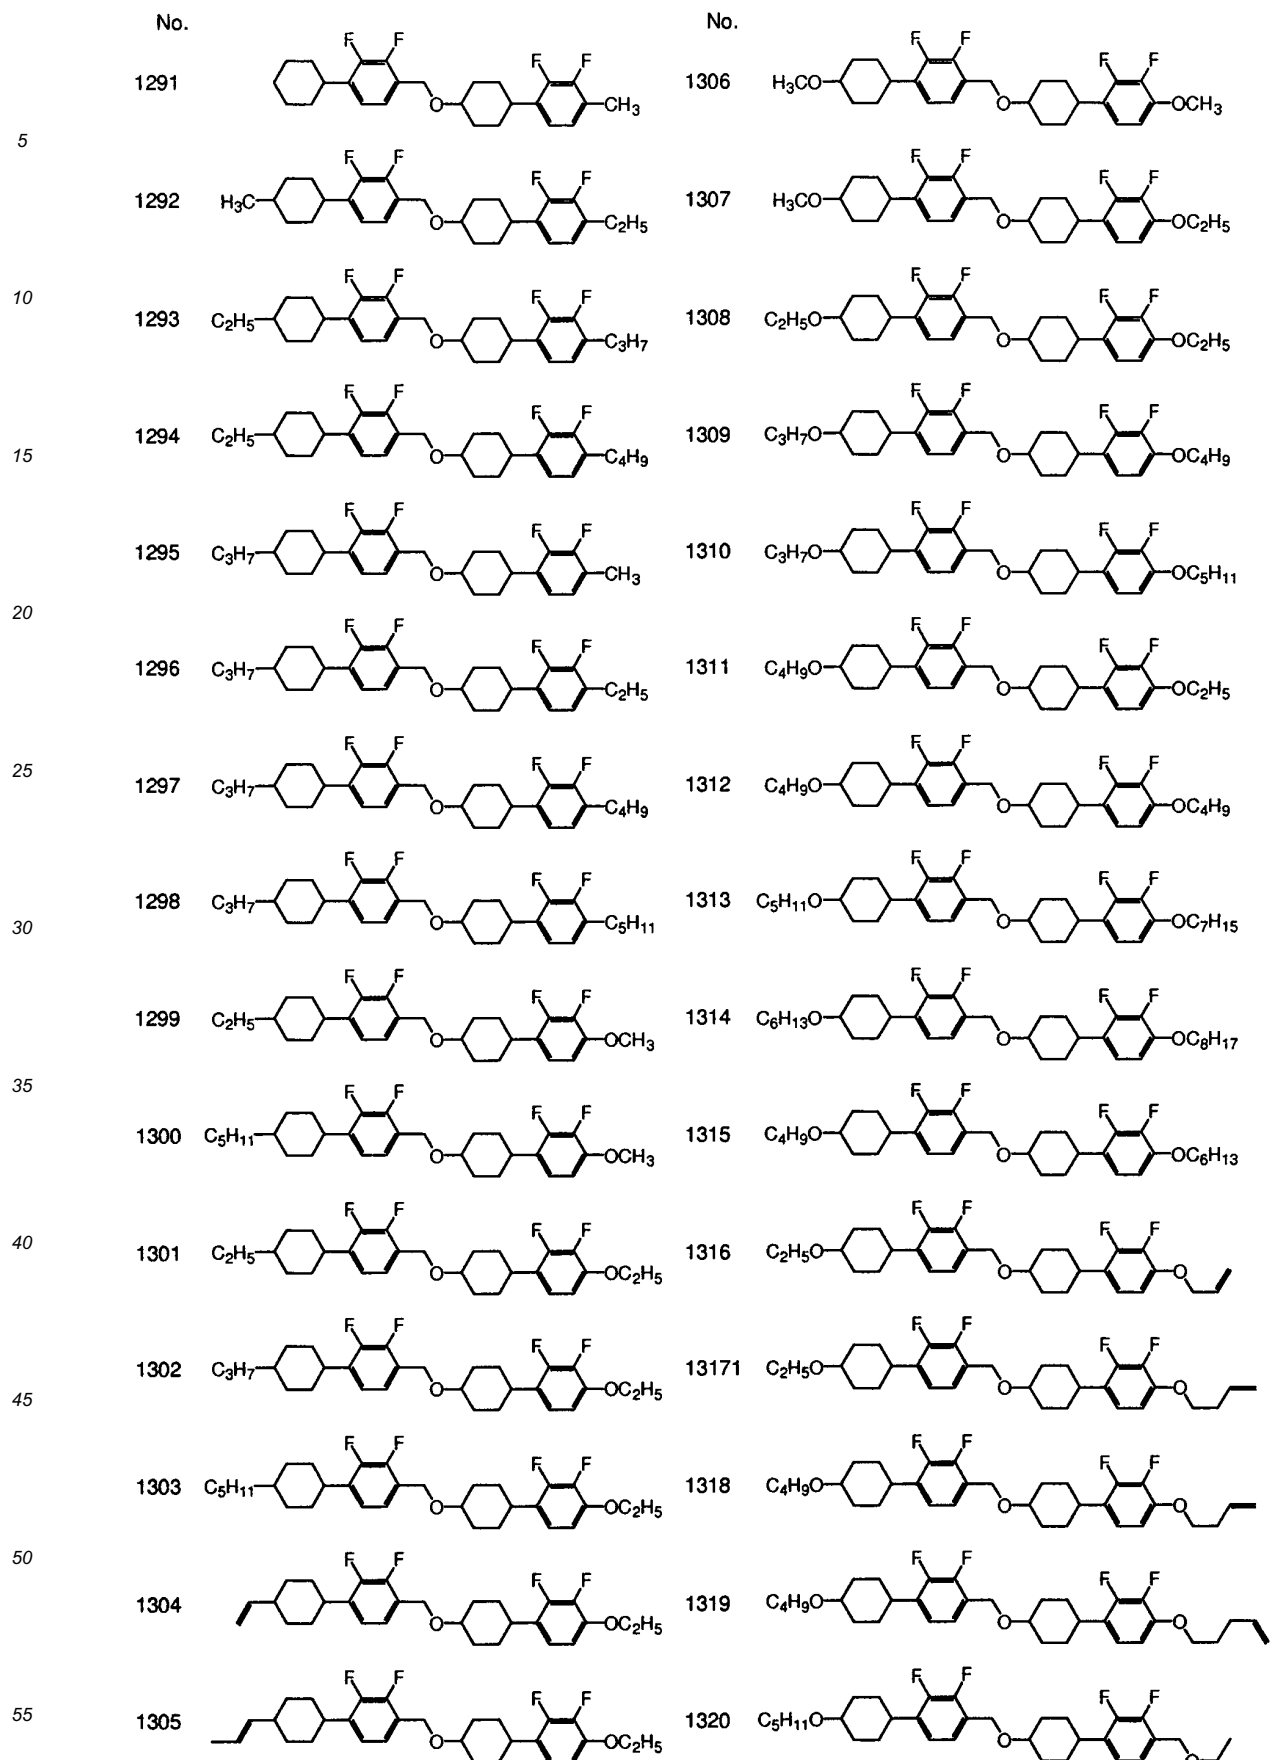 No.
F F F F
1291 O CH3
5
F F F F
1292 H3C O C2H5
10
F F F F
1293 C2H5 O C3H7
F F F F
1294 C2H5 O C4H9
15
F F F F
1295 C3H7 O CH3
20
F F F F
1296 C3H7 O C2H5
25
F F F F
1297 C3H7 O C4H9
F F F F
1298 C3H7 O C5H11
30
F F F F
1299 C2H5 O OCH3
35
F F F F
1300 C5H11 O OCH3
40
F F F F
1301 C2H5 O OC2H5
F F F F
1302 C3H7 O OC2H5
45
F F F F
1303 C5H11 O OC2H5
50
F F F F
1304 O OC2H5
55
F F F F
1305 O OC2H5
No.
F F F F
1306 H3CO O OCH3
F F F F
1307 H3CO O OC2H5
F F F F
1308 C2H5O O OC2H5
F F F F
1309 C3H7O O OC4H9
F F F F
1310 C3H7O O OC5H11
F F F F
1311 C4H9O O OC2H5
F F F F
1312 C4H9O O OC4H9
F F F F
1313 C5H11O O OC7H15
F F F F
1314 C6H13O O OC8H17
F F F F
1315 C4H9O O OC6H13
F F F F
1316 C2H5O O O
F F F F
13171 C2H5O O O
F F F F
1318 C4H9O O O
F F F F
1319 C4H9O O O
F F F F
1320 C5H11O O O